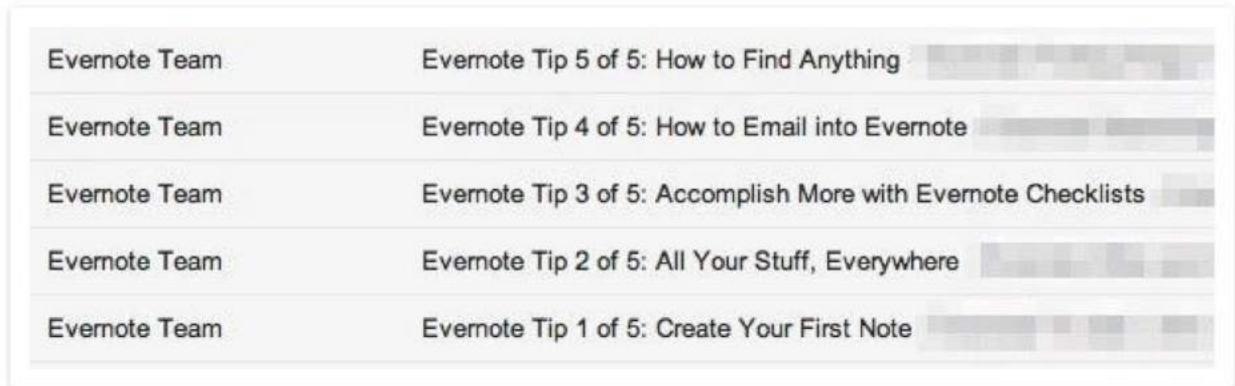 Evernote Team Evernote Tip 5 of 5: How to Find Anything
Evernote Team Evernote Tip 4 of 5: How to Email into Evernote
Evernote Team Evernote Tip 3 of 5: Accomplish More with Evernote Checklists
Evernote Team Evernote Tip 2 of 5: All Your Stuff, Everywhere
Evernote Team Evernote Tip 1 of 5: Create Your First Note